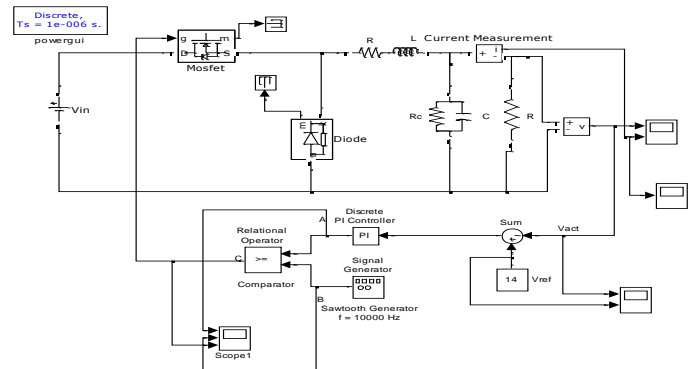 Discrete,
Ts = 1e-006 s.
powergui
g
m
D
S
Mosfet
Vin
R
L
Current Measurement
+
i
-
m
Diode
Rc
C
R
+
-
v
Discrete
PI Controller
A
PI
Sum
Vact
Relational
Operator
C
>=
Comparator
Signal
Generator
B
Sawtooth Generator
f = 10000 Hz
14
Vref
Scope1